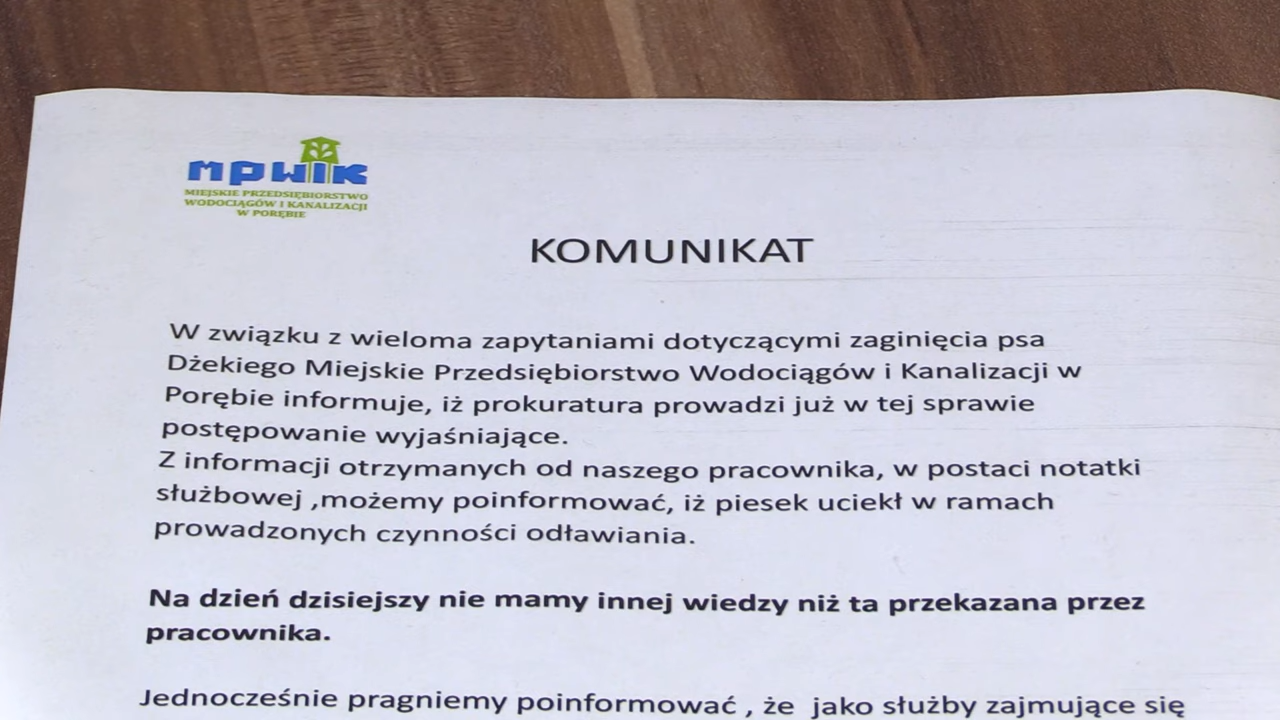 MPWIK
MIEJSKIE PRZEDSIĘBIORSTWO
WODOCIĄGÓW I KANALIZACJI
W PORĘBIE
KOMUNIKAT
W związku z wieloma zapytaniami dotyczącymi zaginięcia psa
Dżekiego Miejskie Przedsiębiorstwo Wodociągów i Kanalizacji w
Porębie informuje, iż prokuratura prowadzi już w tej sprawie
postępowanie wyjaśniające.
Z informacji otrzymanych od naszego pracownika, w postaci notatki
służbowej ,możemy poinformować, iż piesek uciekł w ramach
prowadzonych czynności odławiania.
Na dzień dzisiejszy nie mamy innej wiedzy niż ta przekazana przez
pracownika.
Jednocześnie pragniemy poinformować , że jako służby zajmujące się